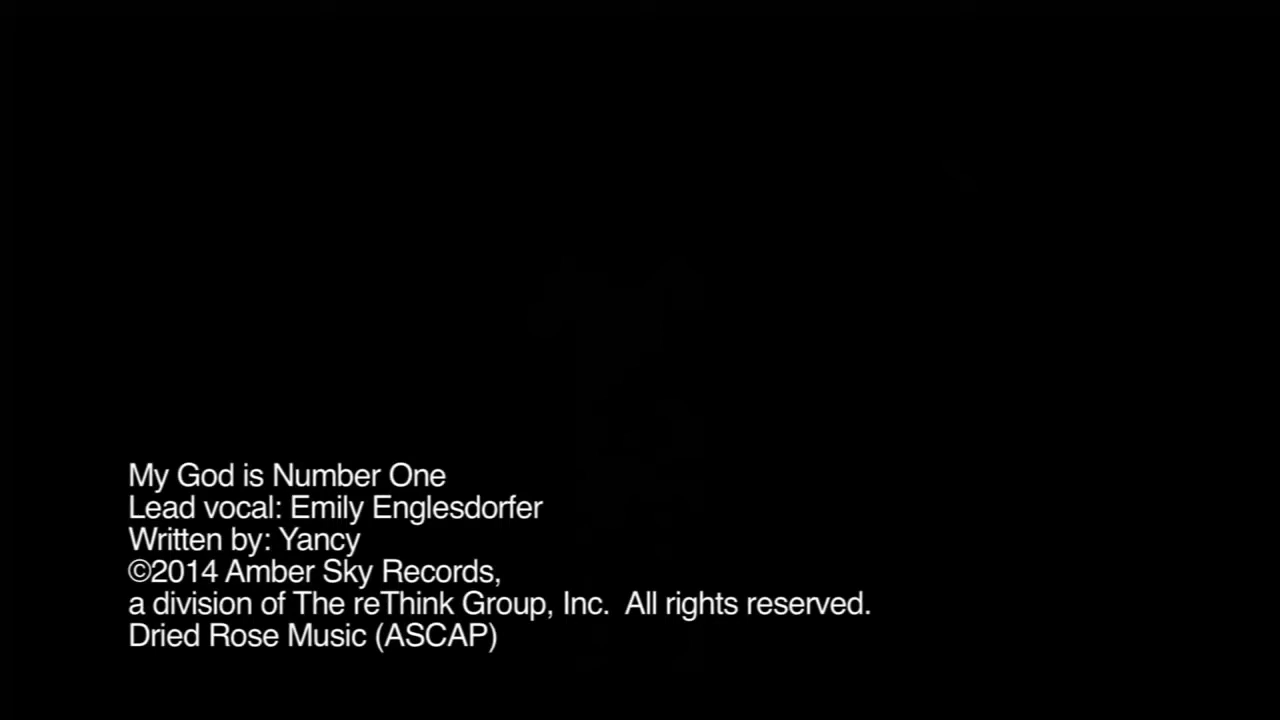 My God is Number One
Lead vocal: Emily Englesdorfer
Written by: Yancy
©2014 Amber Sky Records,
a division of The reThink Group, Inc.  All rights reserved.
Dried Rose Music (ASCAP)